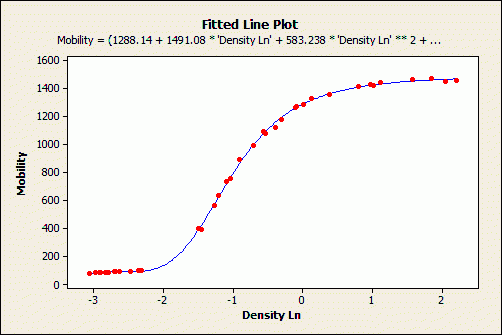 Fitted Line Plot
Mobility = (1288.14 + 1491.08 * 'Density Ln' + 583.238 * 'Density Ln' ** 2 + ...
1600
1400
1200
1000
800
600
400
200
0
Mobility
-3 -2 -1 0 1 2
Density Ln